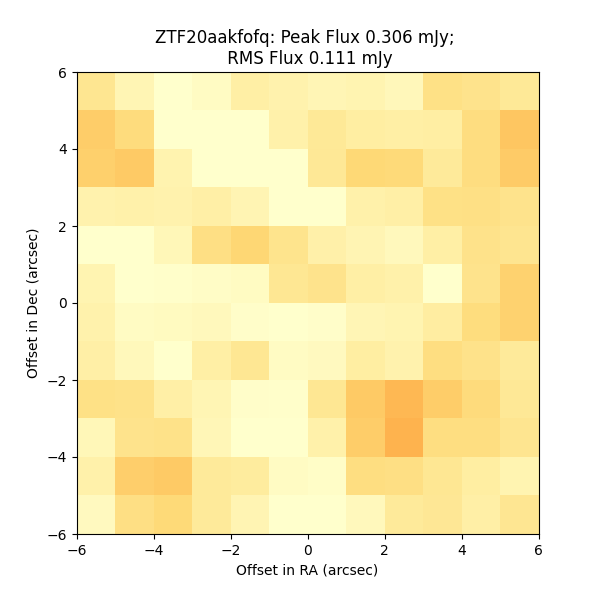 ZTF20aakfofq: Peak Flux 0.306 mJy;
RMS Flux 0.111 mJy
6
4
2
0
−2
−4
−6
Offset in Dec (arcsec)
−6 −4 −2 0 2 4 6
Offset in RA (arcsec)